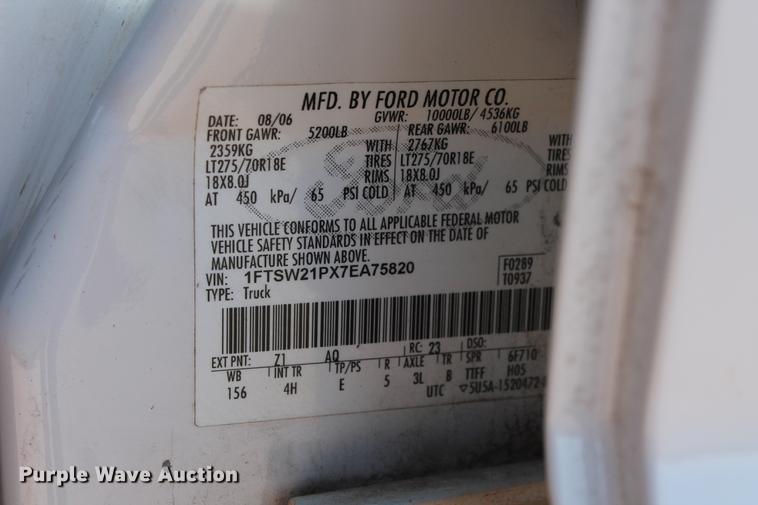 MFD. BY FORD MOTOR CO.
DATE: 08/06 GVWR: 10000LB/ 4536KG
FRONT GAWR: 5200LB REAR GAWR: 6100LB
2359KG WITH 2767KG WITH
LT275/70R18E TIRES LT275/70R18E TIRES
18X8.0J RIMS 18X8.0J RIMS
AT 450 kPa/ 65 PSI COLD AT 450 kPa/ 65 PSI COLD
THIS VEHICLE CONFORMS TO ALL APPLICABLE FEDERAL MOTOR
VEHICLE SAFETY STANDARDS IN EFFECT ON THE DATE OF
MANUFACTURE SHOWN ABOVE.
VIN: 1FTSW21PX7EA75820 F0289
TYPE: Truck T0937
EXT PNT: Z1 AQ RC: 23 DSO:
WB INT TR TP/PS R AXLE TR SPR 6F710
156 4H E 5 3L B TTFF H05
UTC ▽5U5A-1520472-
Purple Wave Auction